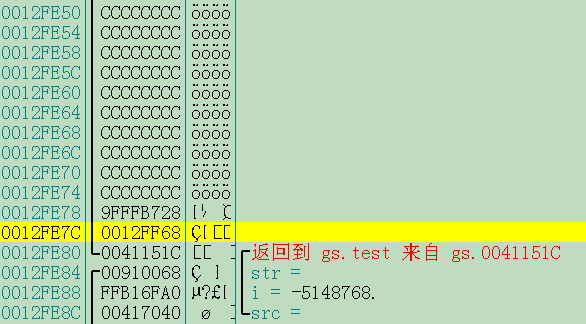 0012FE50 CCCCCCCC öööö
0012FE54 CCCCCCCC öööö
0012FE58 CCCCCCCC öööö
0012FE5C CCCCCCCC öööö
0012FE60 CCCCCCCC öööö
0012FE64 CCCCCCCC öööö
0012FE68 CCCCCCCC öööö
0012FE6C CCCCCCCC öööö
0012FE70 CCCCCCCC öööö
0012FE74 CCCCCCCC öööö
0012FE78 9FFFB728
0012FE7C 0012FF68
0012FE80 0041151C 返回到 gs.test 来自 gs.0041151C
0012FE84 00910068 str =
0012FE88 FFB16FA0 i = -5148768.
0012FE8C 00417040 src =